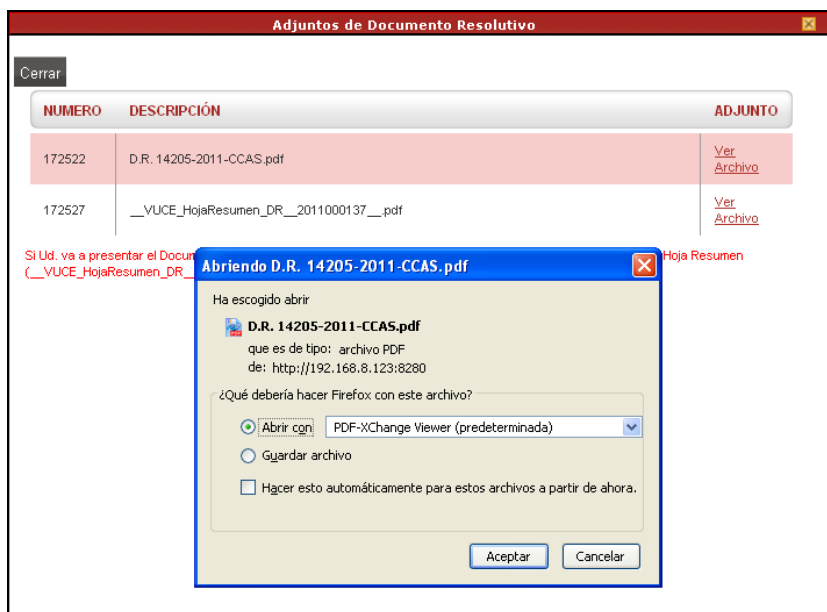 Adjuntos de Documento Resolutivo
Cerrar
NUMERO DESCRIPCIÓN ADJUNTO
172522 D.R. 14205-2011-CCAS.pdf Ver Archivo
172527 __VUCE_HojaResumen_DR__2011000137__.pdf Ver Archivo
Si Ud. va a presentar el Docum Hoja Resumen
(__VUCE_HojaResumen_DR__
Abriendo D.R. 14205-2011-CCAS.pdf
Ha escogido abrir
D.R. 14205-2011-CCAS.pdf
que es de tipo: archivo PDF
de: http://192.168.8.123:8280
¿Qué debería hacer Firefox con este archivo?
Abrir con PDF-XChange Viewer (predeterminada)
Guardar archivo
Hacer esto automáticamente para estos archivos a partir de ahora.
Aceptar Cancelar